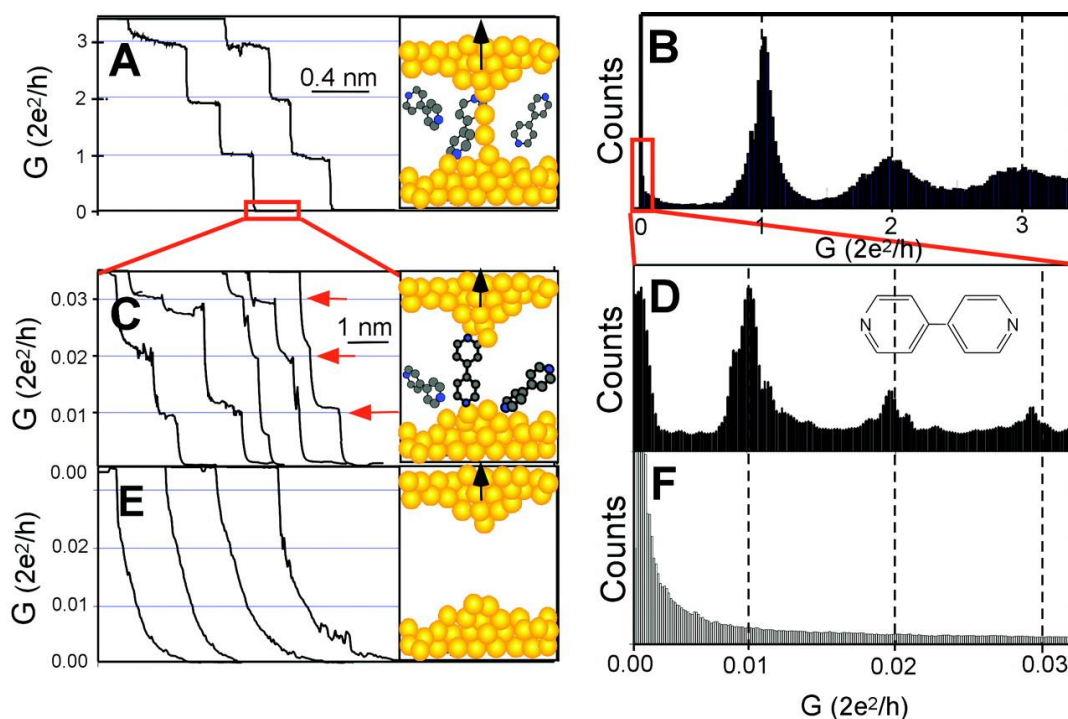 A
G (2e²/h)
3
2
1
0
0.4 nm
B
Counts
0
1
2
3
G (2e²/h)
C
G (2e²/h)
0.03
0.02
0.01
0.00
1 nm
D
Counts
N
N
E
G (2e²/h)
0.02
0.01
0.00
F
Counts
0.00
0.01
0.02
0.03
G (2e²/h)